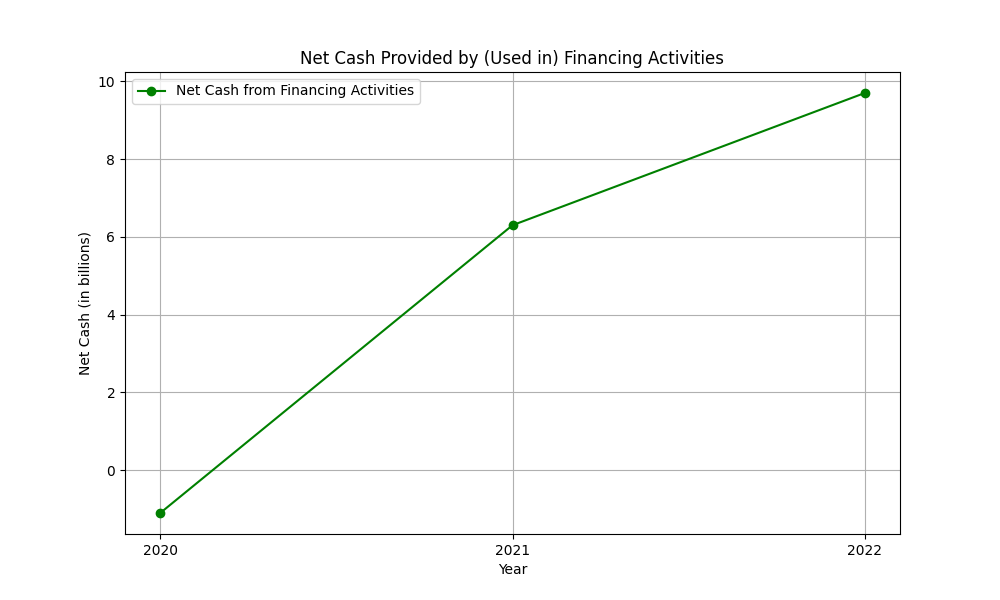 Net Cash Provided by (Used in) Financing Activities
Net Cash from Financing Activities
Net Cash (in billions)
10
8
6
4
2
0
2020 2021 2022
Year